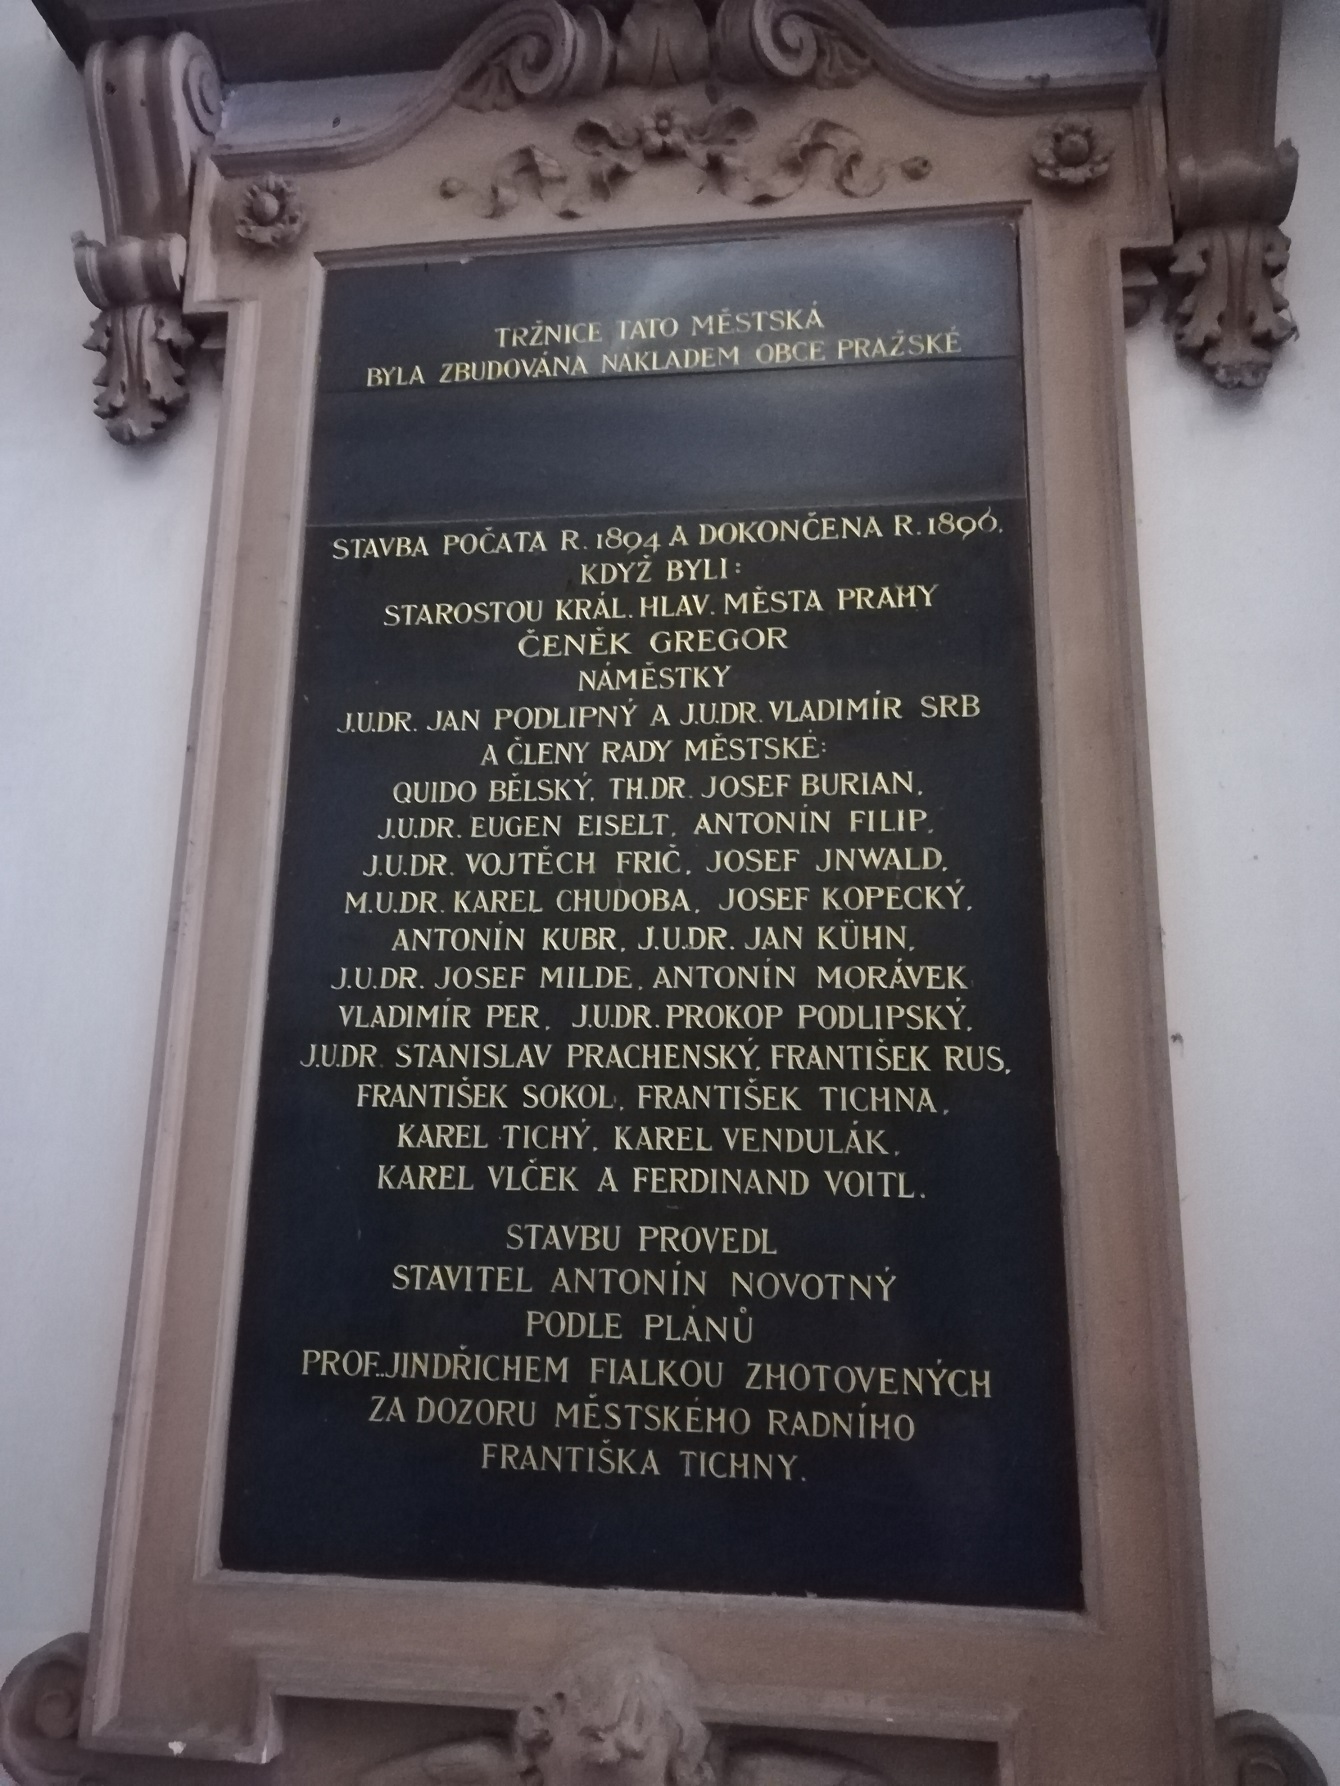 TRŽNICE TATO MĚSTSKÁ
BYLA ZBUDOVÁNA NÁKLADEM OBCE PRAŽSKÉ
STAVBA POČATA R. 1894 A DOKONČENA R. 1896.
KDYŽ BYLI:
STAROSTOU KRÁL. HLAV. MĚSTA PRAHY
ČENĚK GREGOR
NÁMĚSTKY
J.U.DR. JAN PODLIPNÝ A J.U.DR. VLADIMÍR SRB
A ČLENY RADY MĚSTSKÉ:
QUIDO BĚLSKÝ, TH.DR. JOSEF BURIAN,
J.U.DR. EUGEN EISELT, ANTONÍN FILIP,
J.U.DR. VOJTĚCH FRIČ, JOSEF JNWALD,
M.U.DR. KAREL CHUDOBA, JOSEF KOPECKÝ,
ANTONÍN KUBR, J.U.DR. JAN KÜHN,
J.U.DR. JOSEF MILDE, ANTONÍN MORÁVEK
VLADIMÍR PER, J.U.DR. PROKOP PODLIPSKÝ,
J.U.DR. STANISLAV PRACHENSKÝ, FRANTIŠEK RUS,
FRANTIŠEK SOKOL, FRANTIŠEK TICHNA,
KAREL TICHÝ, KAREL VENDULÁK,
KAREL VLČEK A FERDINAND VOITL.
STAVBU PROVEDL
STAVITEL ANTONÍN NOVOTNÝ
PODLE PLÁNŮ
PROF. JINDŘICHEM FIALKOU ZHOTOVENÝCH
ZA DOZORU MĚSTSKÉHO RADNÍHO
FRANTIŠKA TICHNY.